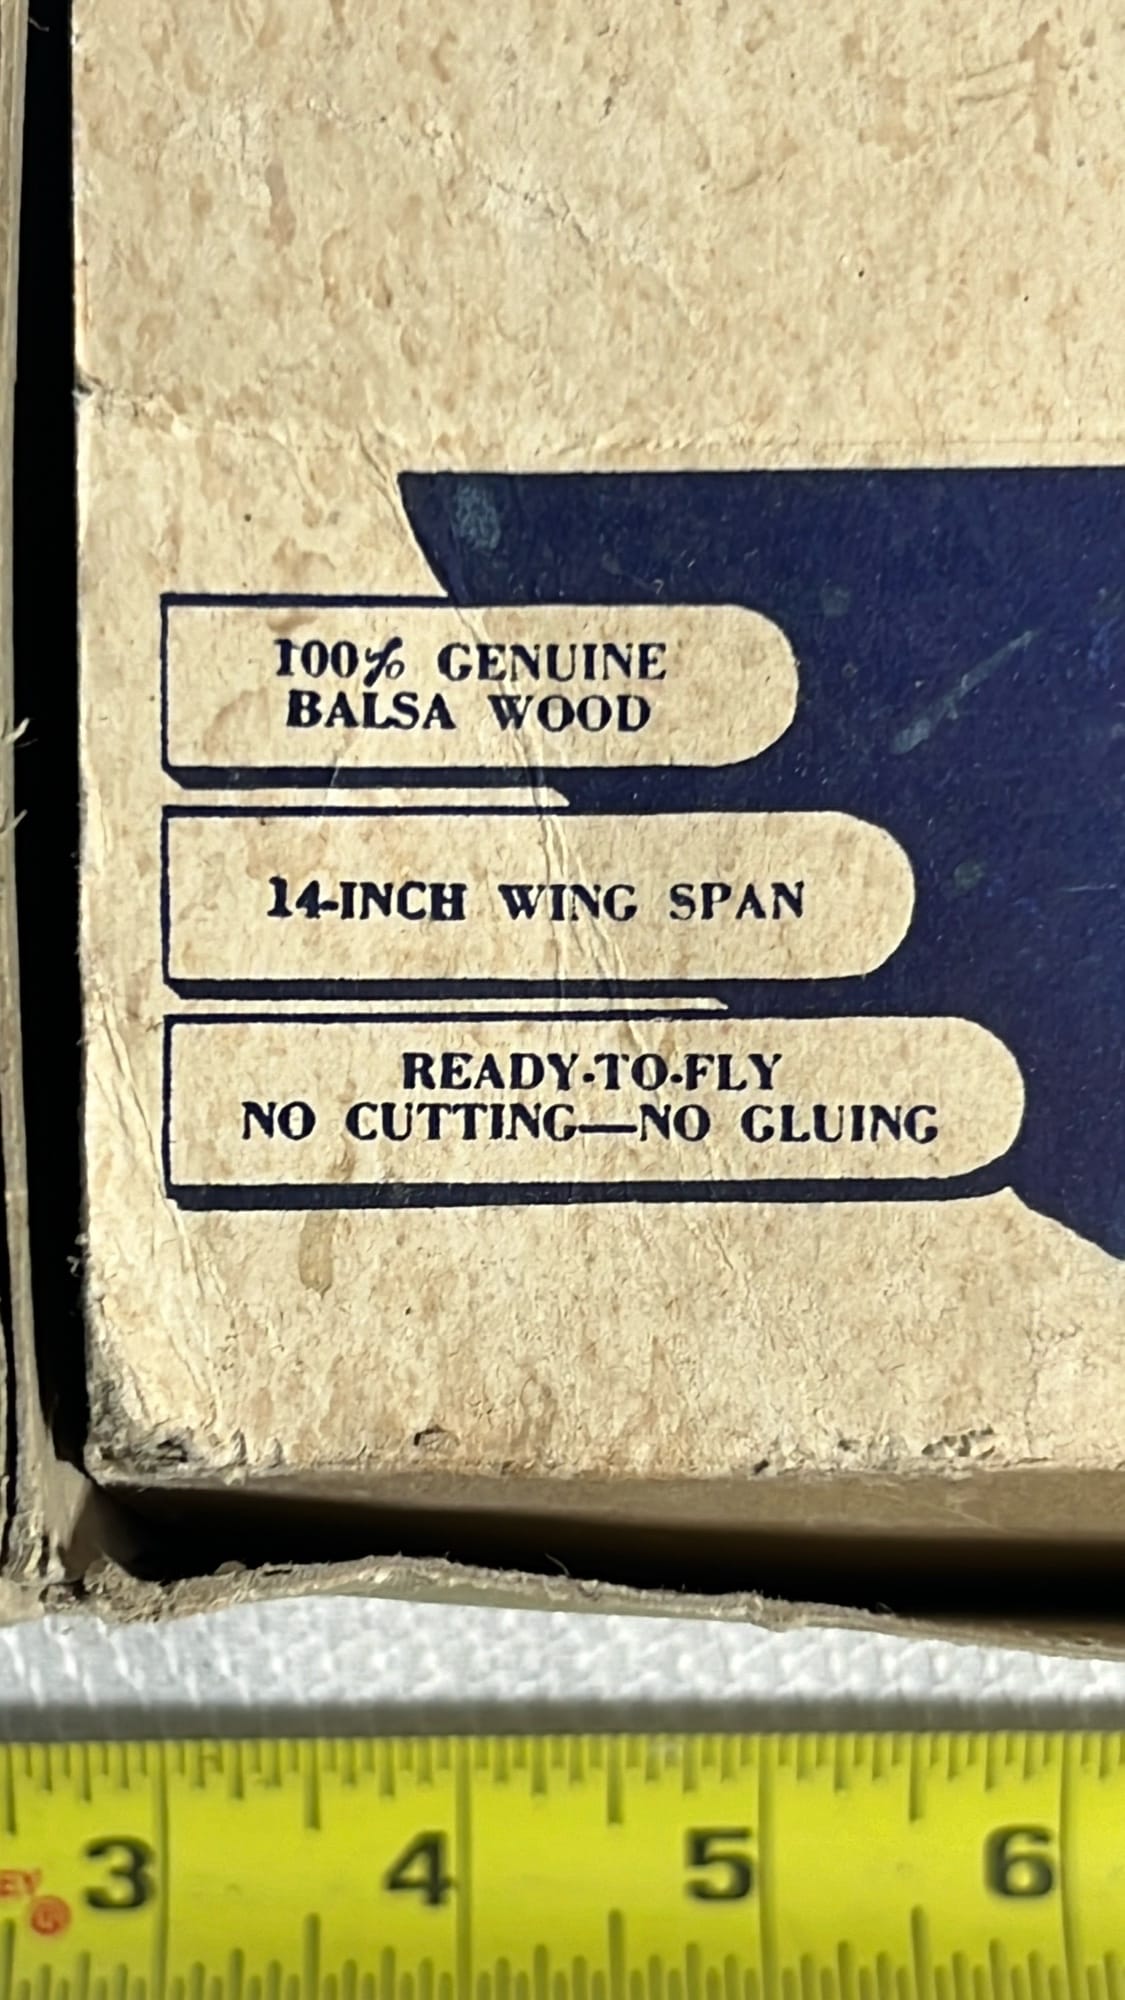 100% GENUINE
BALSA WOOD
14-INCH WING SPAN
READY-TO-FLY
NO CUTTING—NO GLUING
3 4 5 6